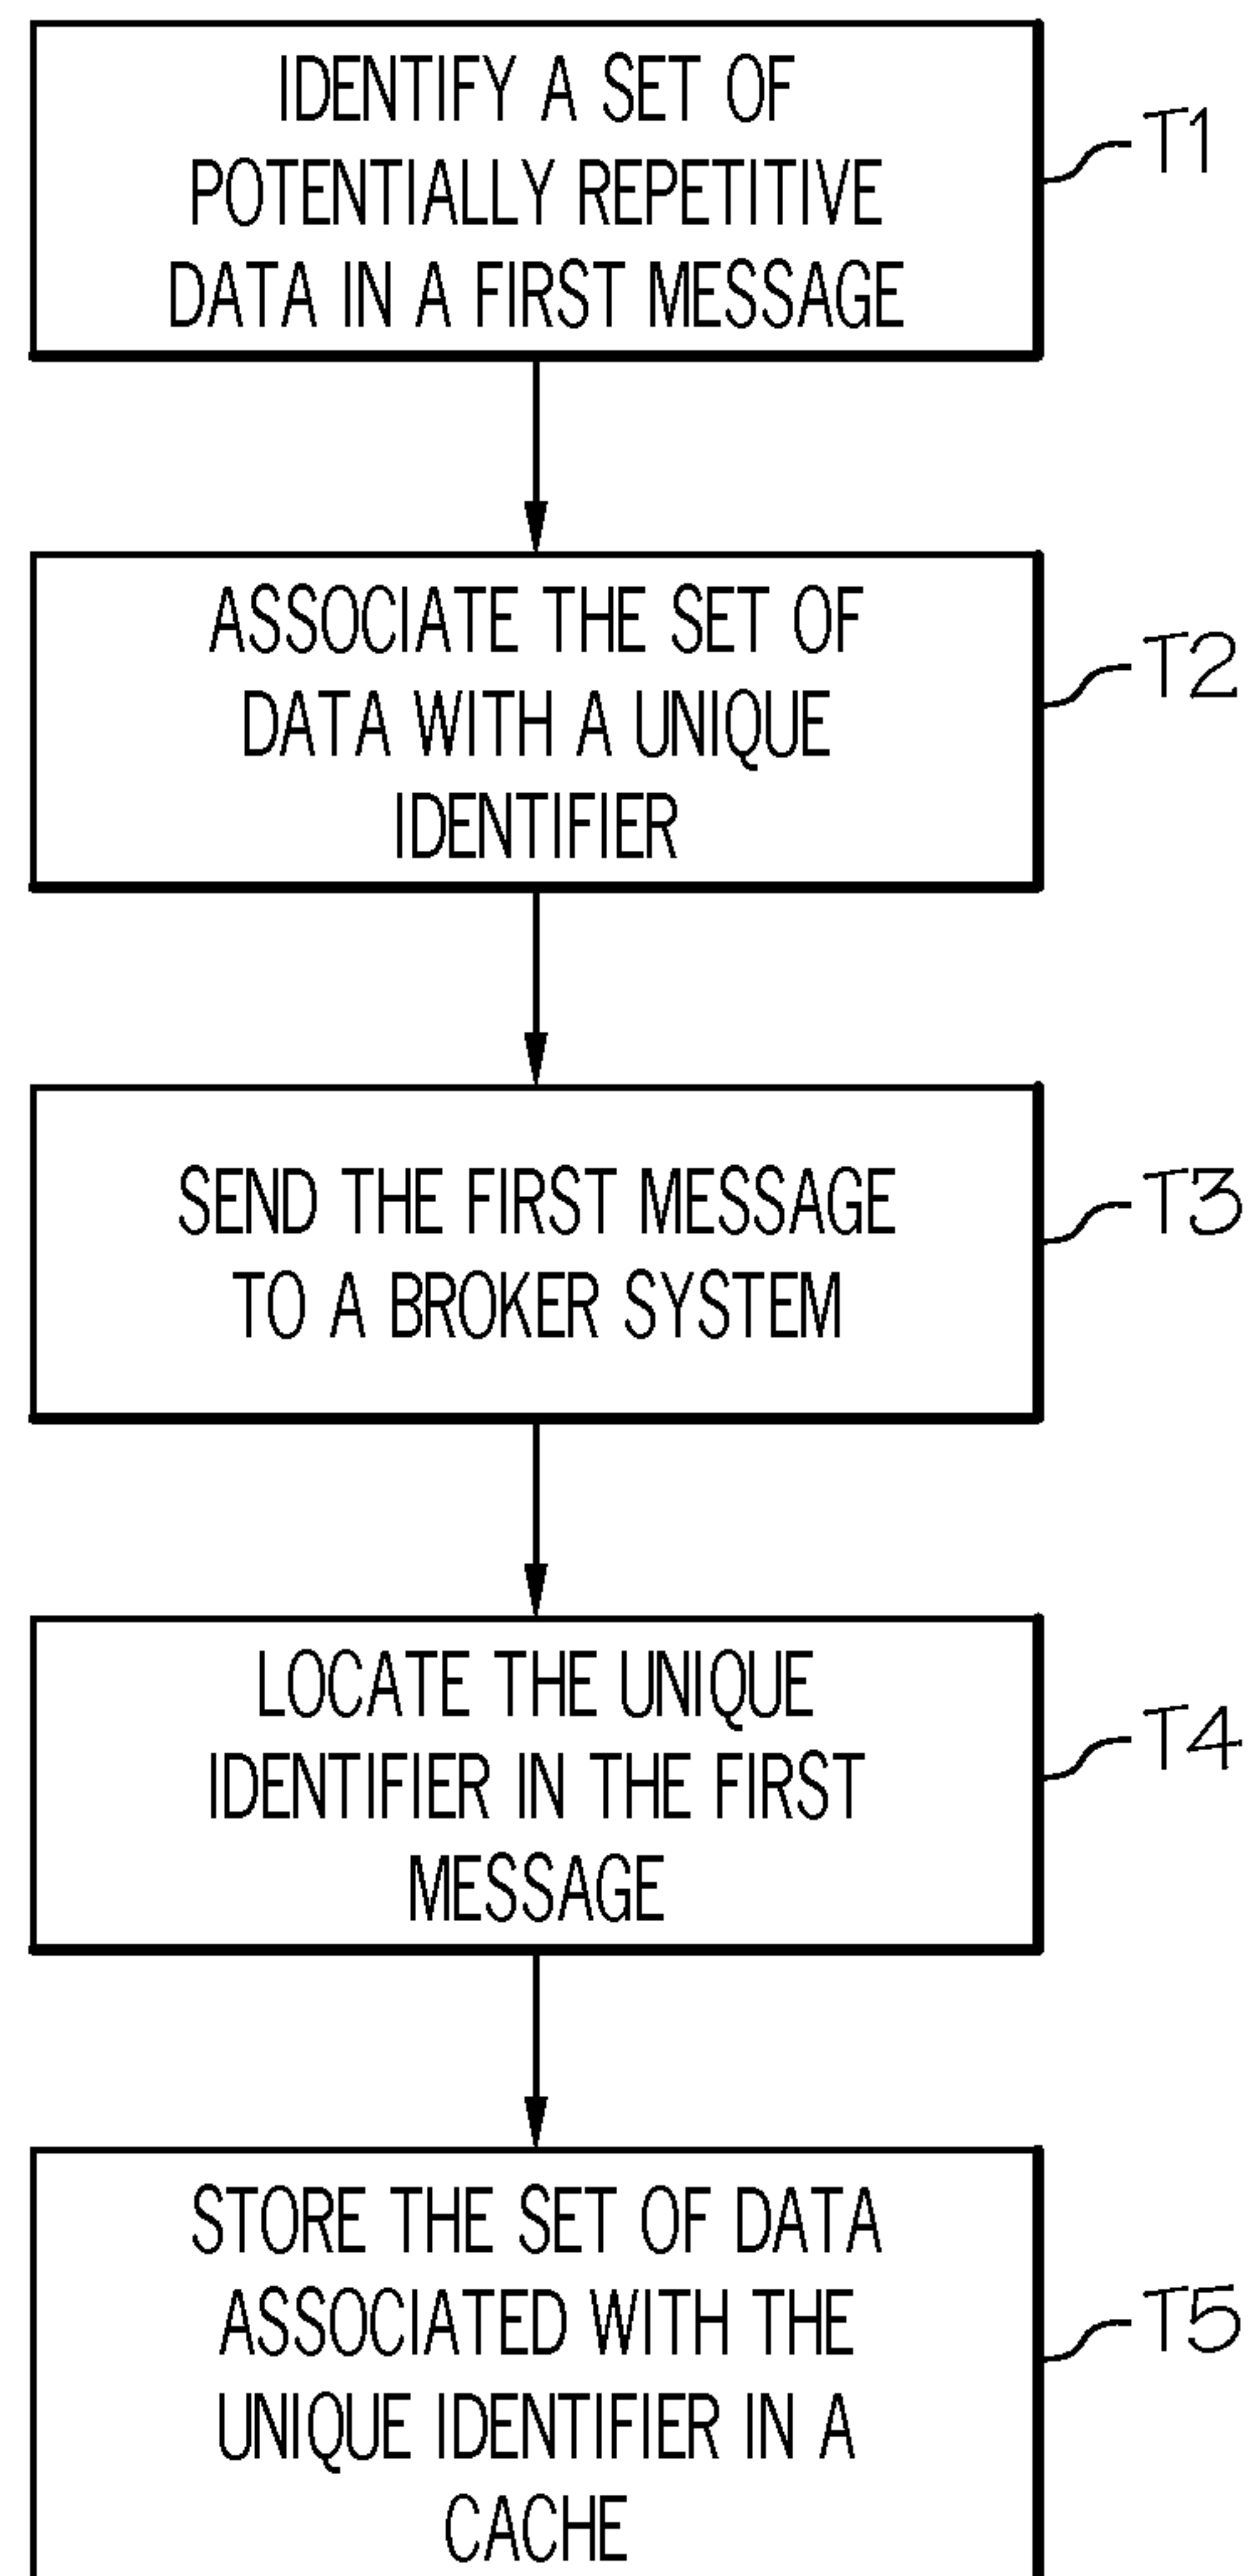 IDENTIFY A SET OF
POTENTIALLY REPETITIVE
DATA IN A FIRST MESSAGE
T1
ASSOCIATE THE SET OF
DATA WITH A UNIQUE
IDENTIFIER
T2
SEND THE FIRST MESSAGE
TO A BROKER SYSTEM
T3
LOCATE THE UNIQUE
IDENTIFIER IN THE FIRST
MESSAGE
T4
STORE THE SET OF DATA
ASSOCIATED WITH THE
UNIQUE IDENTIFIER IN A
CACHE
T5